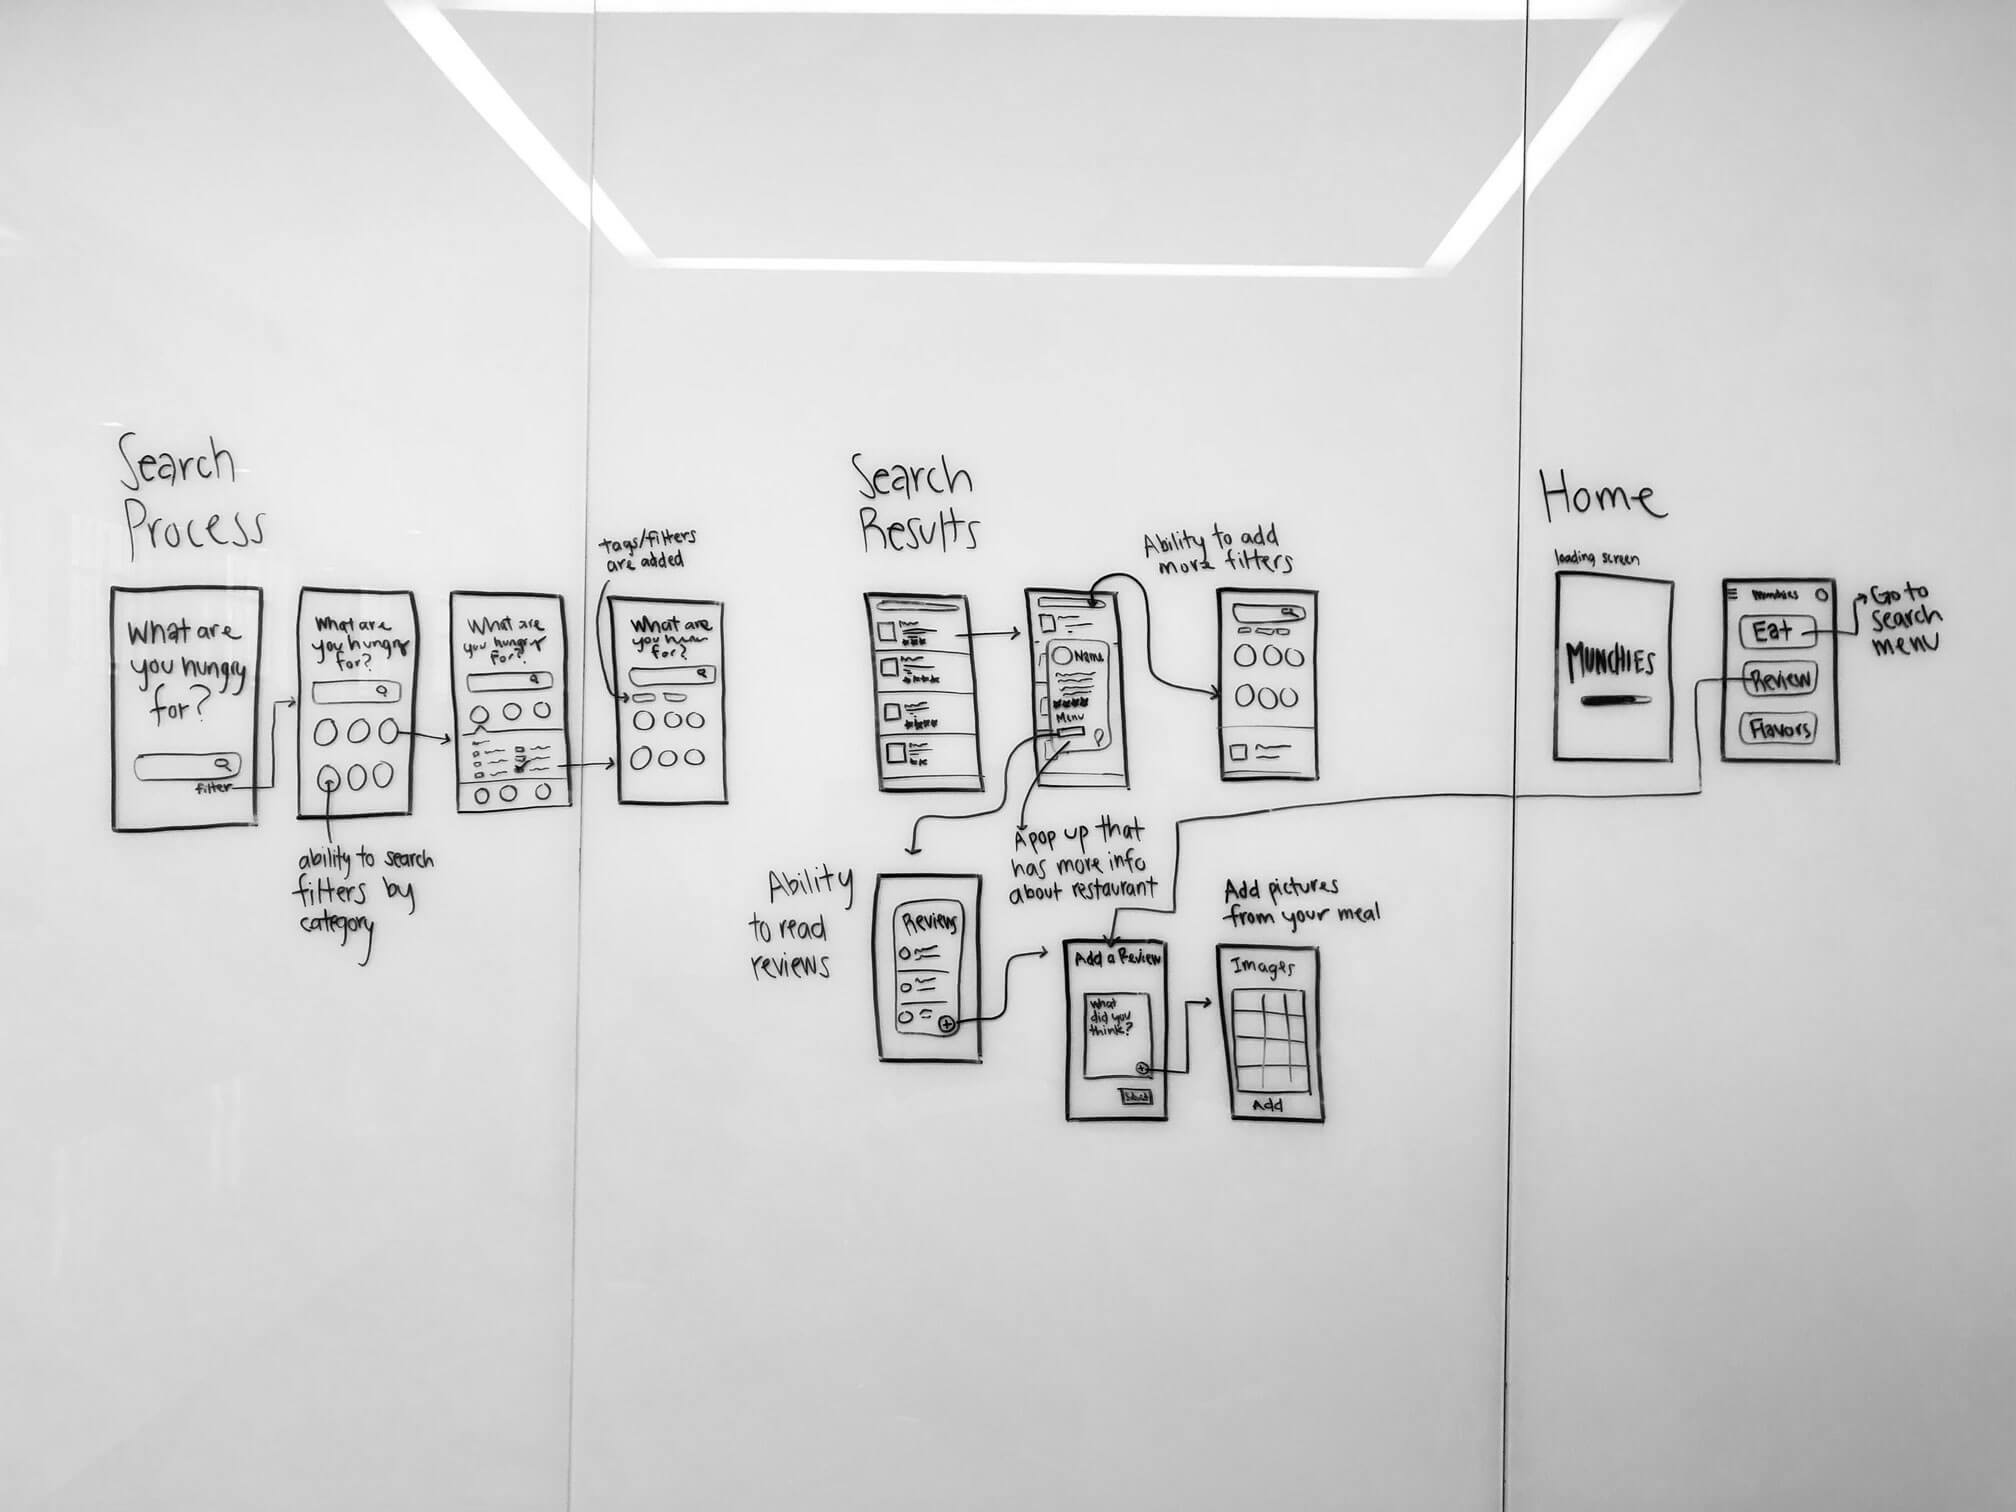 Search
Process
What are
you hungry
for?
filter
What are
you hungry
for?
ability to search
filters by
category
What are
you hungry
for?
tags/filters
are added
What are
you
for?
Search
Results
Ability to add
more filters
Name
Menu
A pop up that
has more info
about restaurant
Ability
to read
reviews
Reviews
Add a Review
What
did you
think?
Add pictures
from your meal
Images
Add
Home
loading screen
MUNCHIES
Munchies
Eat
Review
Flavors
Go to
search
menu